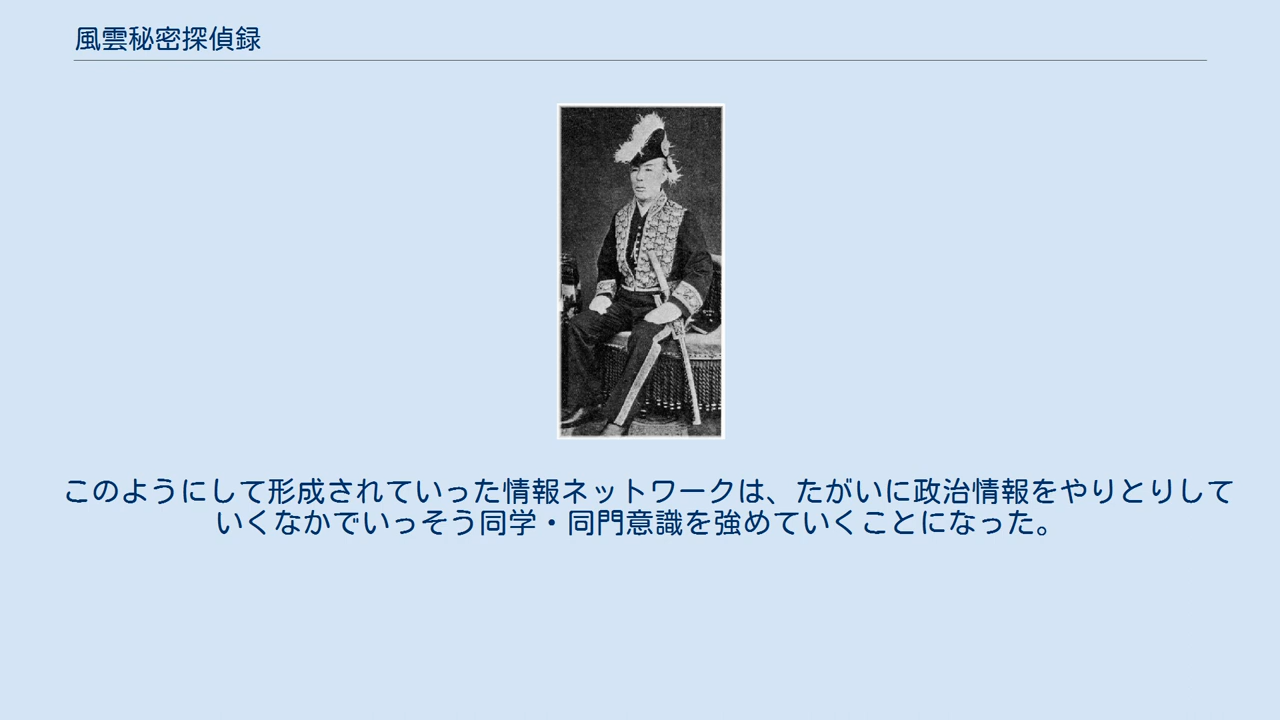 風雲秘密探偵録
このようにして形成されていった情報ネットワークは、たがいに政治情報をやりとりして
いくなかでいっそう同学・同門意識を強めていくことになった。